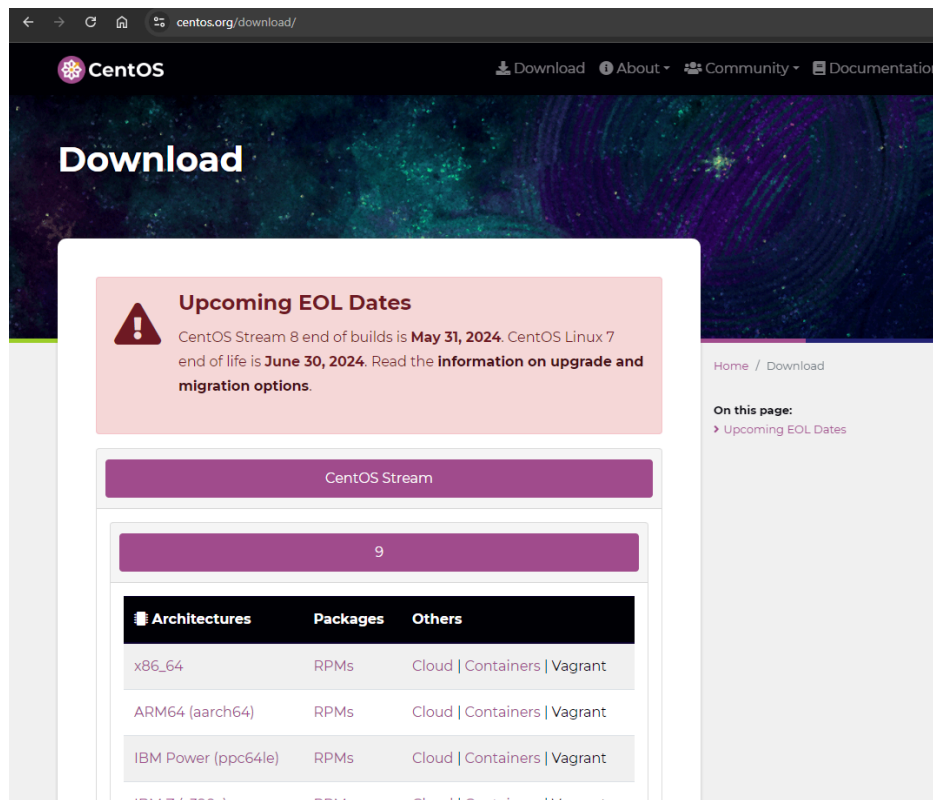 centos.org/download/
CentOS
Download About Community Documentation
Download
Upcoming EOL Dates
CentOS Stream 8 end of builds is May 31, 2024. CentOS Linux 7
end of life is June 30, 2024. Read the information on upgrade and
migration options.
Home / Download
On this page:
Upcoming EOL Dates
CentOS Stream
9
Architectures Packages Others
x86_64 RPMs Cloud | Containers | Vagrant
ARM64 (aarch64) RPMs Cloud | Containers | Vagrant
IBM Power (ppc64le) RPMs Cloud | Containers | Vagrant